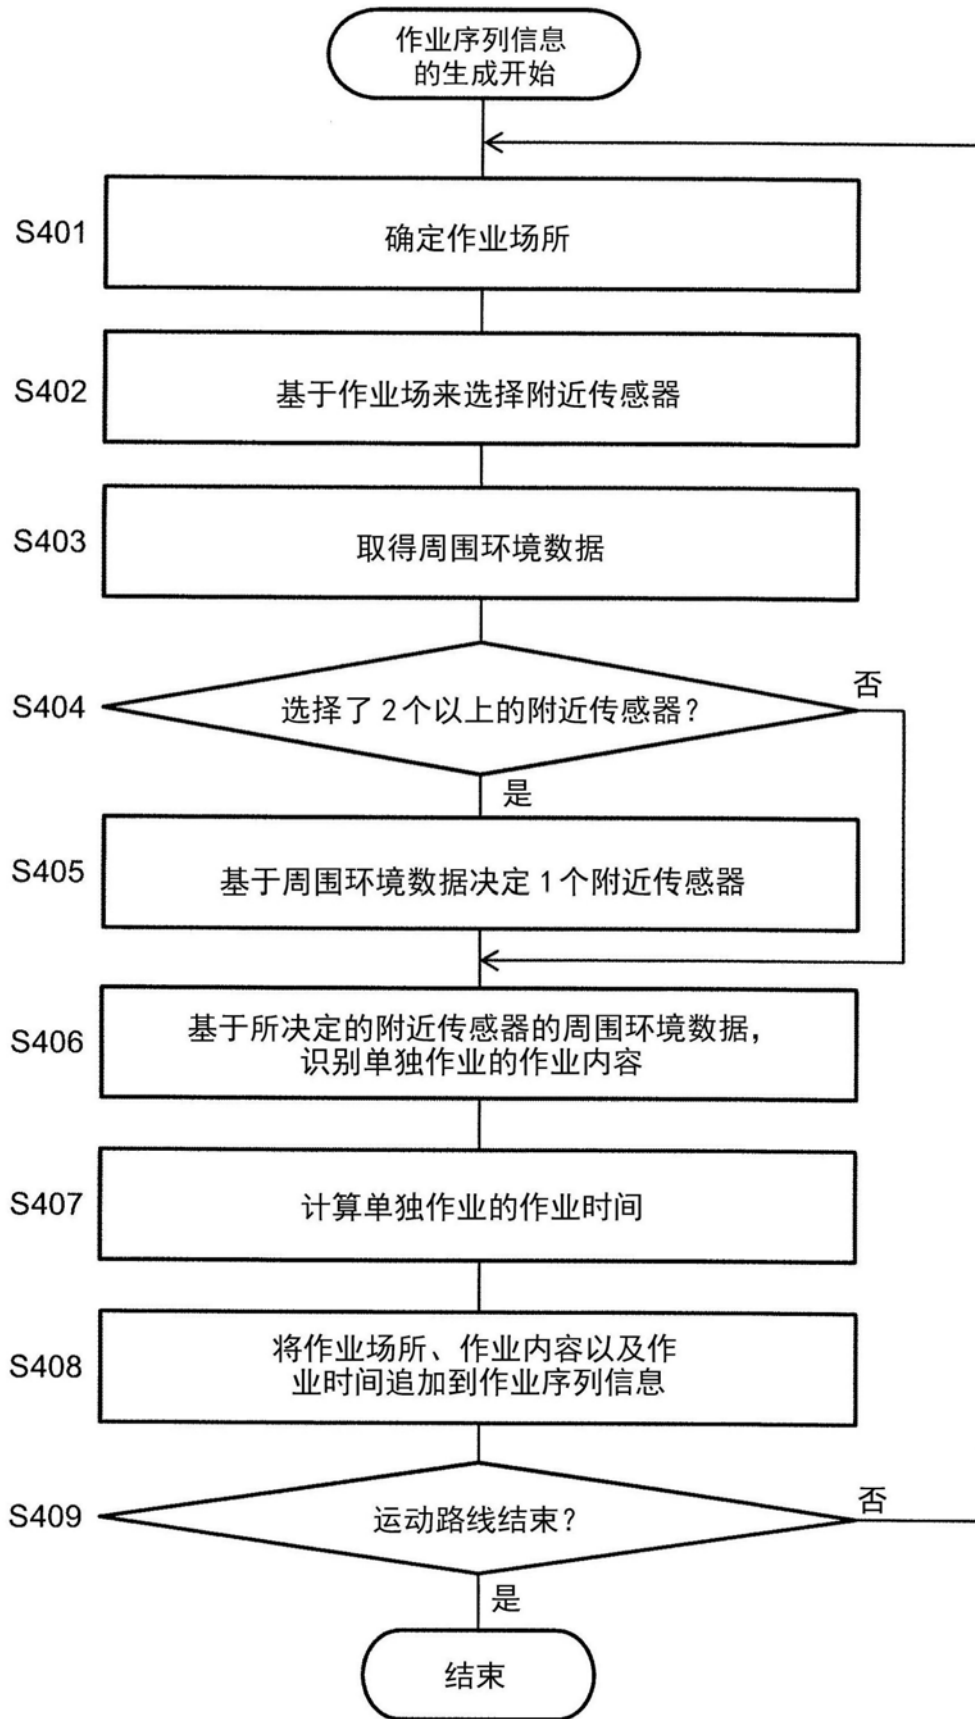 作业序列信息
的生成开始
S401
确定作业场所
S402
基于作业场来选择附近传感器
S403
取得周围环境数据
S404
选择了2个以上的附近传感器?
否
是
S405
基于周围环境数据决定1个附近传感器
S406
基于所决定的附近传感器的周围环境数据,
识别单独作业的作业内容
S407
计算单独作业的作业时间
S408
将作业场所、作业内容以及作
业时间追加到作业序列信息
S409
运动路线结束?
否
是
结束